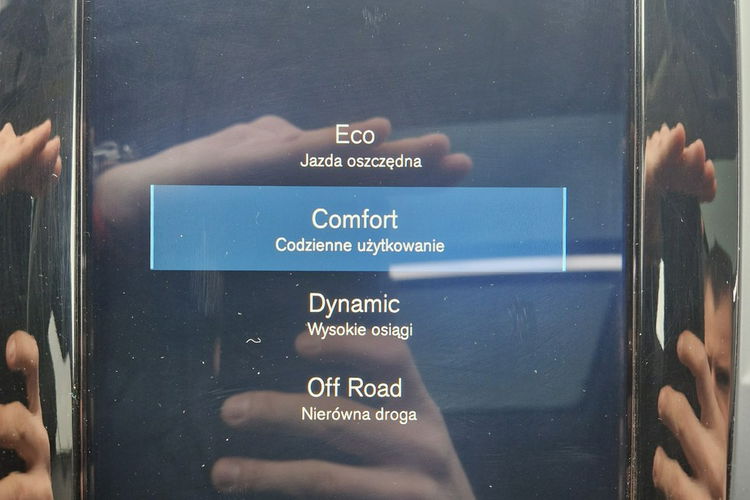 Eco
Jazda oszczędna
Comfort
Codzienne użytkowanie
Dynamic
Wysokie osiągi
Off Road
Nierówna droga